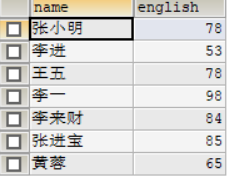 name english
张小明 78
李进 53
王五 78
李一 98
李来财 84
张进宝 85
黄蓉 65